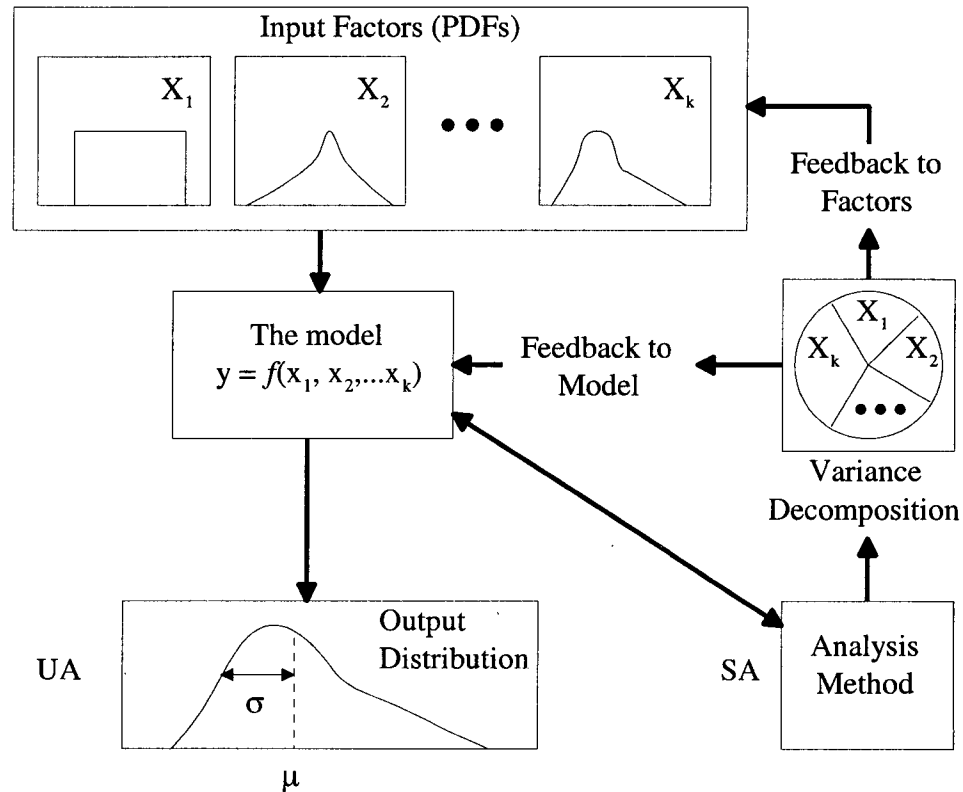 Input Factors (PDFs)
X₁
X₂
•••
Xₖ
Feedback to
Factors
The model
y = f(x₁, x₂,...xₖ)
Feedback to
Model
X₁
Xₖ
X₂
•••
Variance
Decomposition
UA
Output
Distribution
σ
μ
SA
Analysis
Method